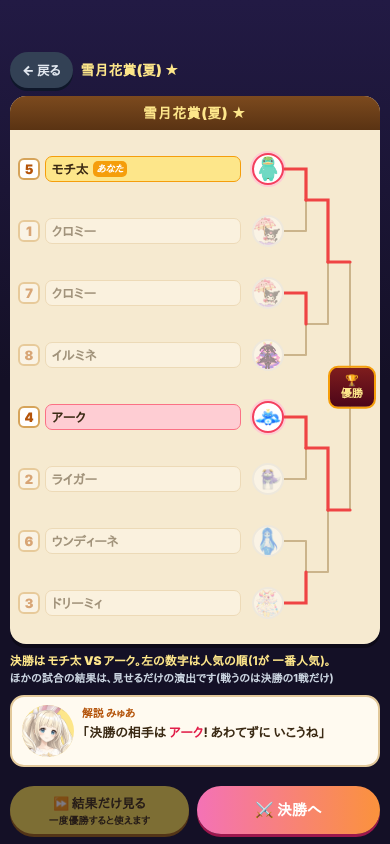 ← 戻る
雪月花賞(夏) ★
雪月花賞(夏) ★
5 モチ太 あなた
1 クロミー
7 クロミー
8 イルミネ
🏆
優勝
4 アーク
2 ライガー
6 ウンディーネ
3 ドリーミィ
決勝は モチ太 VS アーク。左の数字は人気の順(1が 一番人気)。
ほかの試合の結果は、見せるだけの演出です(戦うのは決勝の1戦だけ)
解説 みゅあ
「決勝の相手は アーク! あわてずに いこうね」
⏩ 結果だけ見る
一度優勝すると使えます
⚔️ 決勝へ